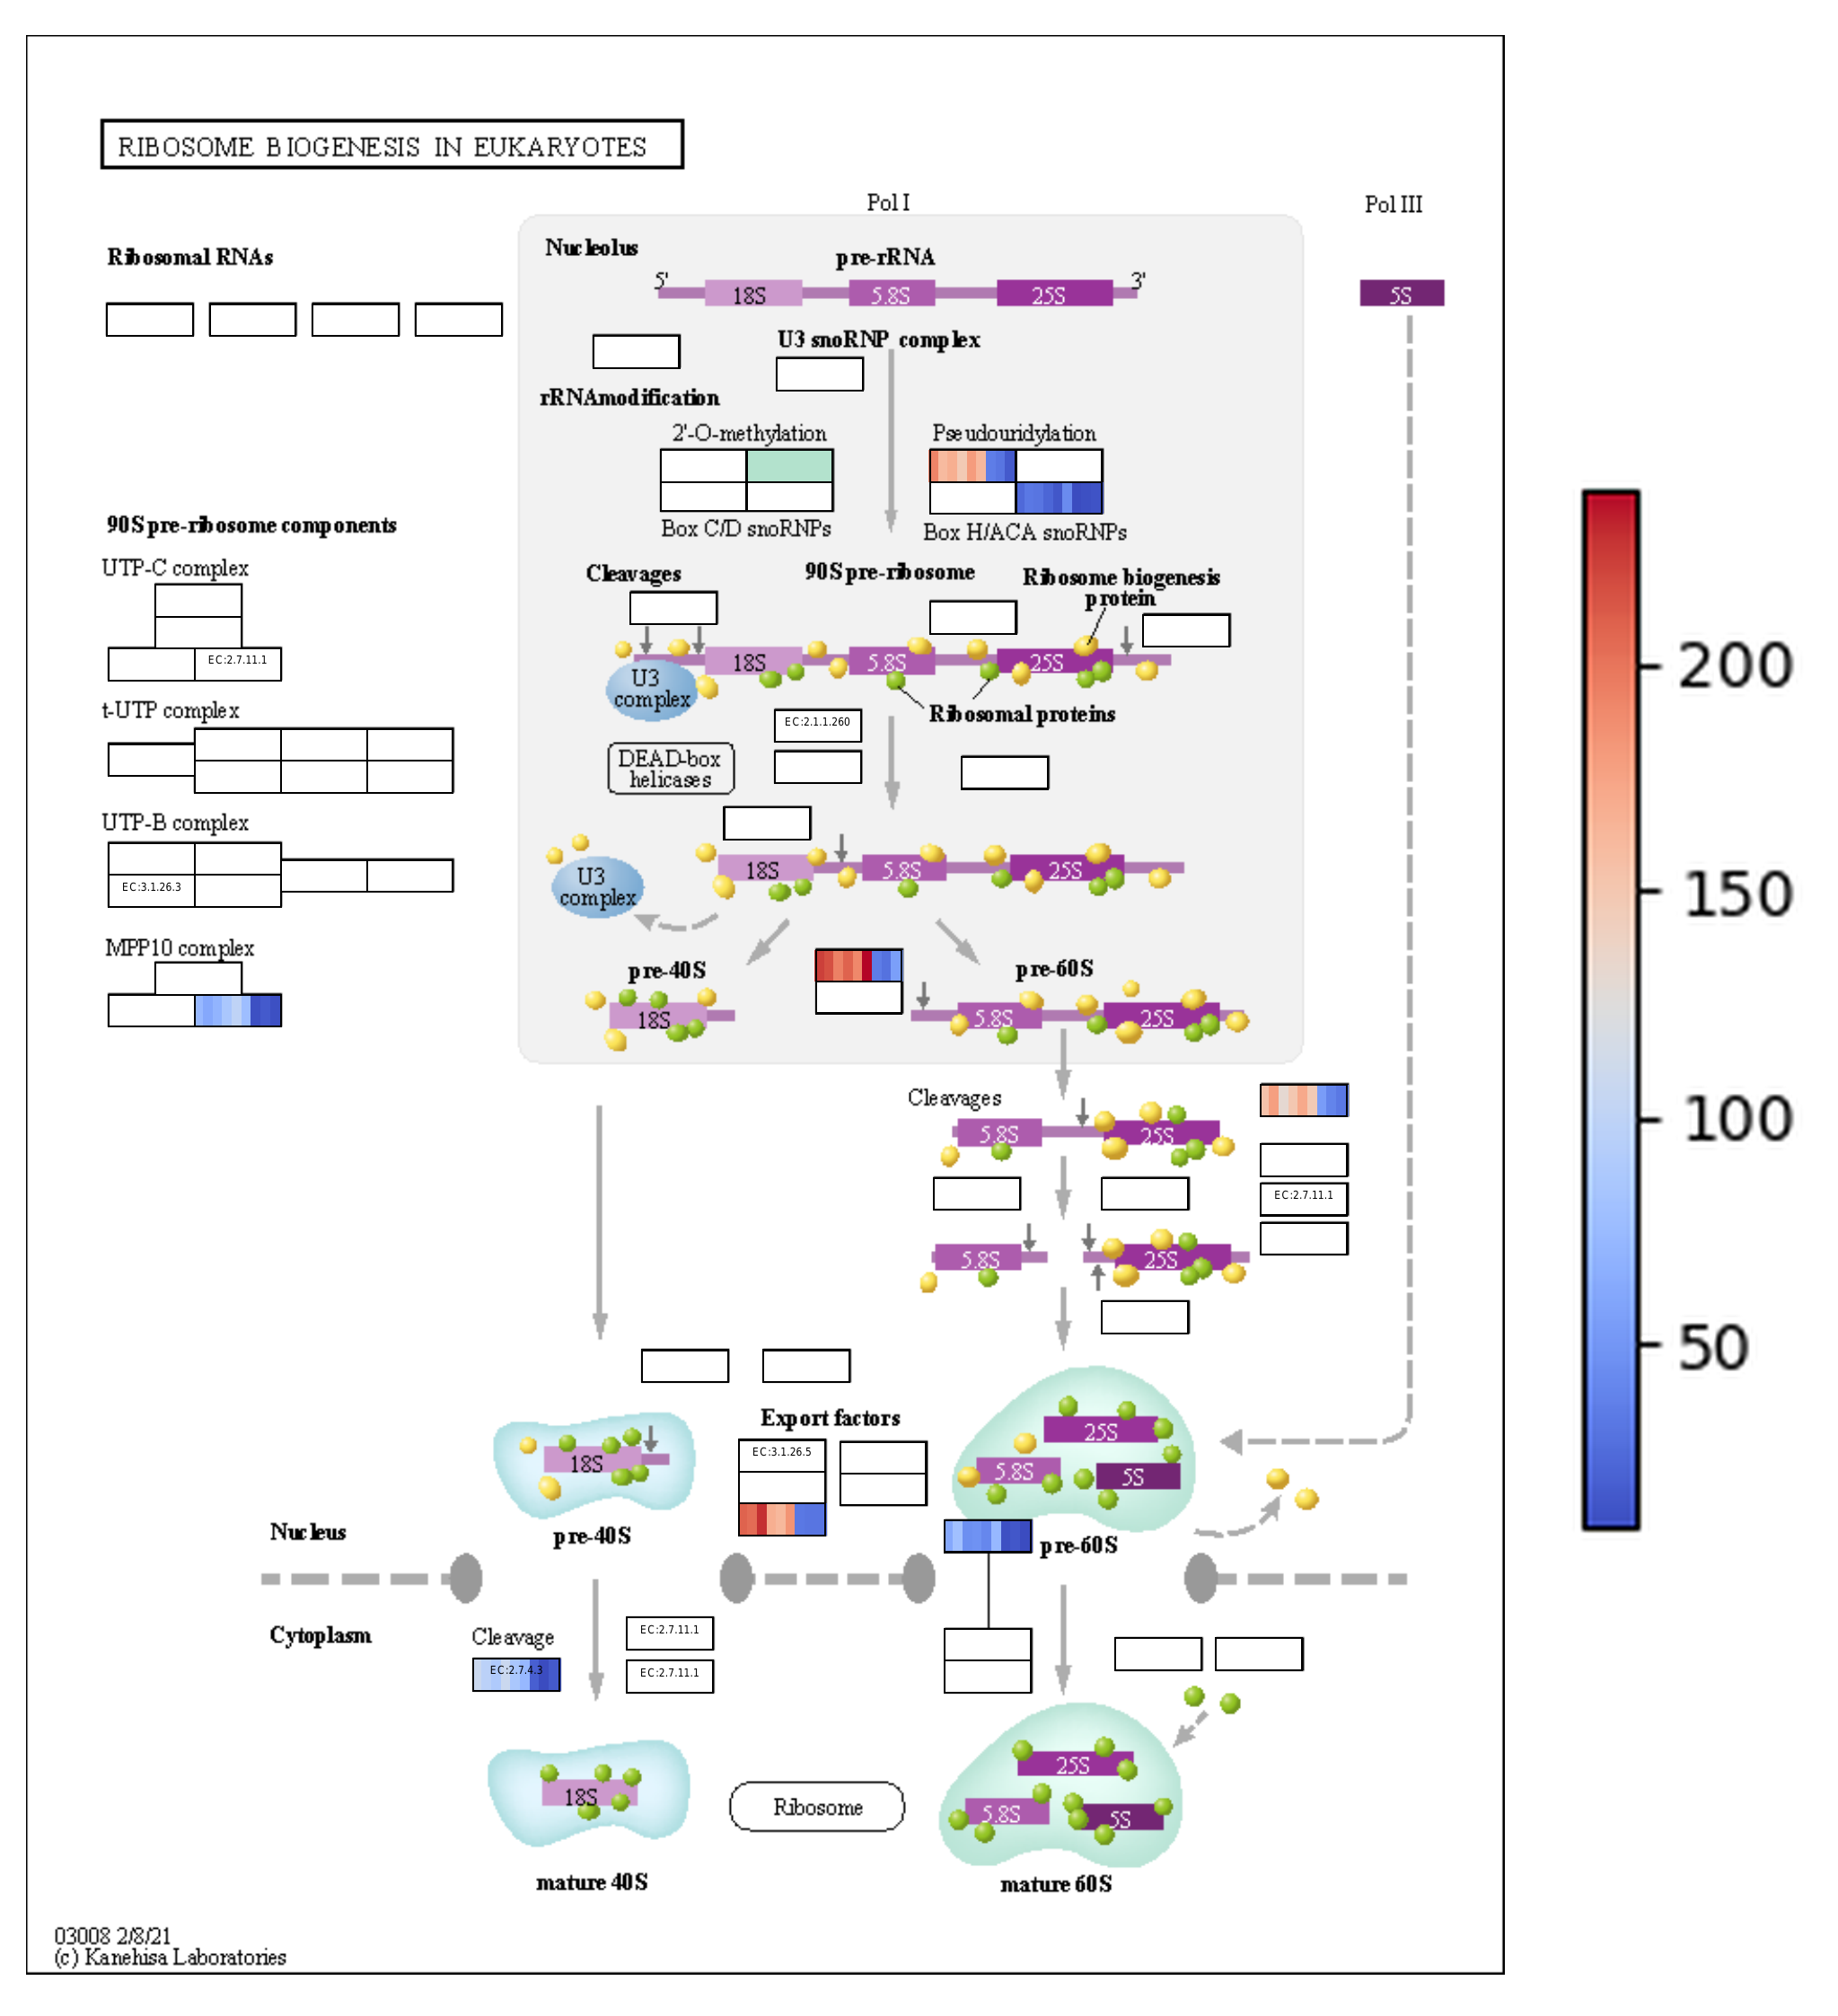 RIBOSOME BIOGENESIS IN EUKARYOTES
Pol I
Pol III
Ribosomal RNAs
Nucleolus
pre-rRNA
5'
3'
18S
5.8S
25S
5S
U3 snoRNP complex
rRNA modification
2'-O-methylation
Pseudouridylation
Box C/D snoRNPs
Box H/ACA snoRNPs
90S pre-ribosome components
UTP-C complex
EC:2.7.11.1
t-UTP complex
UTP-B complex
EC:3.1.26.3
MPP10 complex
Cleavages
90S pre-ribosome
Ribosome biogenesis
protein
18S
5.8S
25S
U3
complex
Ribosomal proteins
EC:2.1.1.260
DEAD-box
helicases
18S
5.8S
25S
U3
complex
pre-40S
pre-60S
18S
5.8S
25S
Cleavages
5.8S
25S
EC:2.7.11.1
5.8S
25S
Export factors
EC:3.1.26.5
18S
25S
5.8S
5S
Nucleus
pre-40S
pre-60S
Cytoplasm
Cleavage
EC:2.7.4.3
EC:2.7.11.1
EC:2.7.11.1
18S
Ribosome
25S
5.8S
5S
mature 40S
mature 60S
03008 2/8/21
(c) Kanehisa Laboratories
200
150
100
50